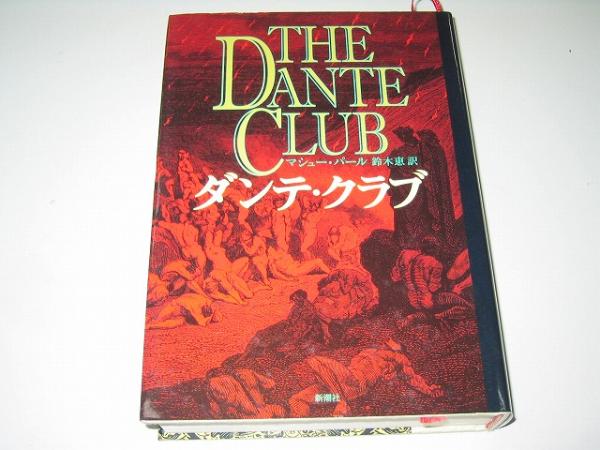 THE
DANTE
CLUB
マシュー・パール 鈴木恵 訳
ダンテ・クラブ
新潮社